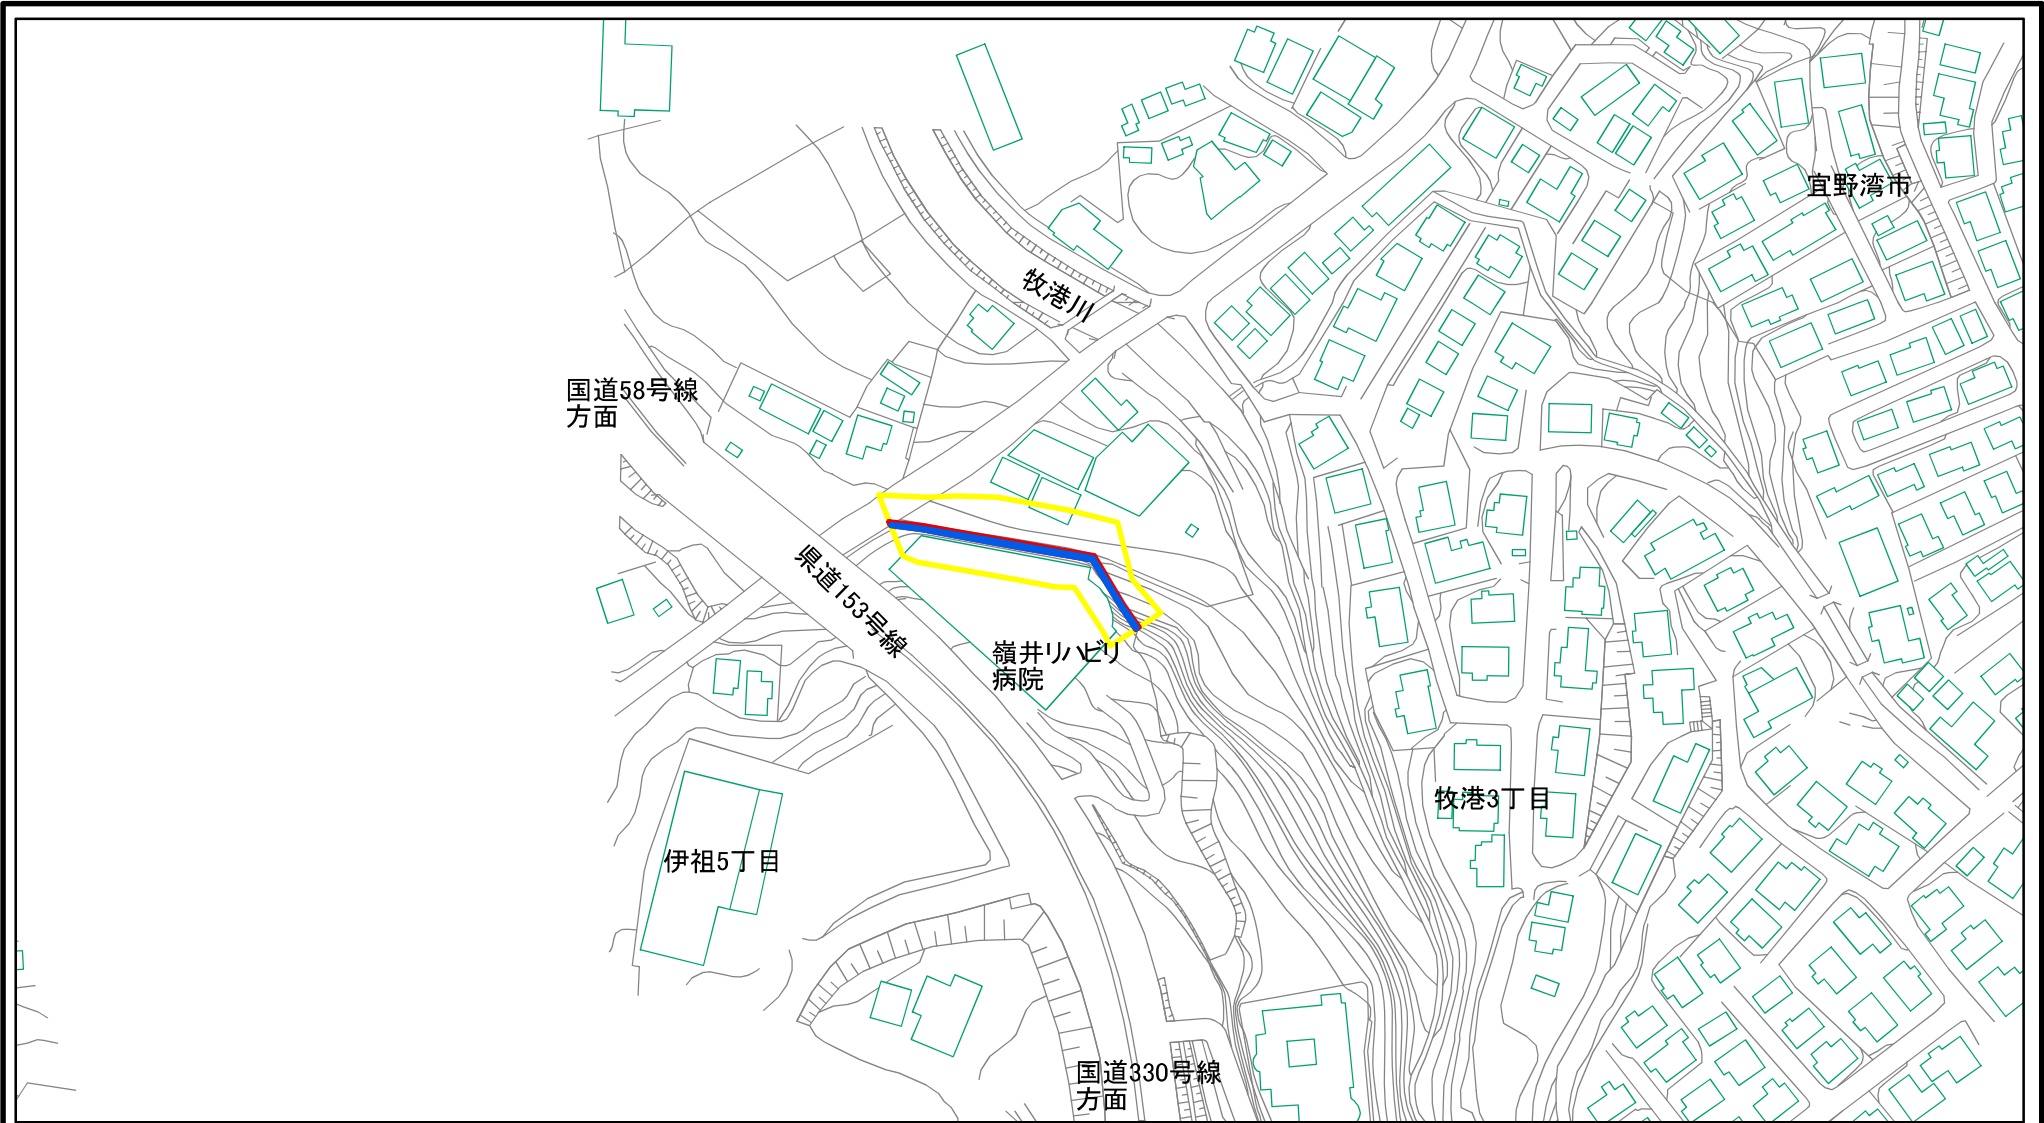 宜野湾市
牧港川
国道58号線
方面
県道153号線
嶺井リハビリ
病院
牧港3丁目
伊祖5丁目
国道330号線
方面